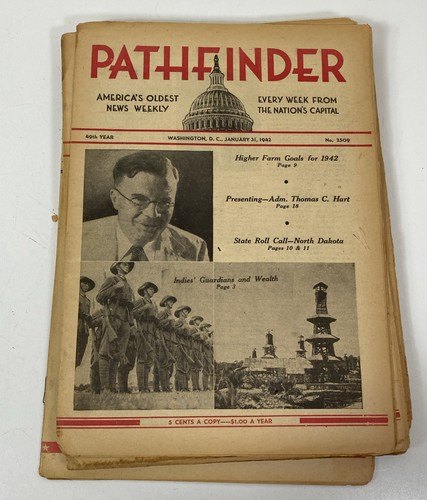 PATHFINDER
AMERICA'S OLDEST
NEWS WEEKLY
EVERY WEEK FROM
THE NATION'S CAPITAL
49th YEAR
WASHINGTON, D. C., JANUARY 31, 1942
No. 2509
Higher Farm Goals for 1942
Page 9
Presenting—Adm. Thomas C. Hart
Page 18
State Roll Call—North Dakota
Pages 10 & 11
Indies' Guardians and Wealth
Page 3
5 CENTS A COPY—$1.00 A YEAR